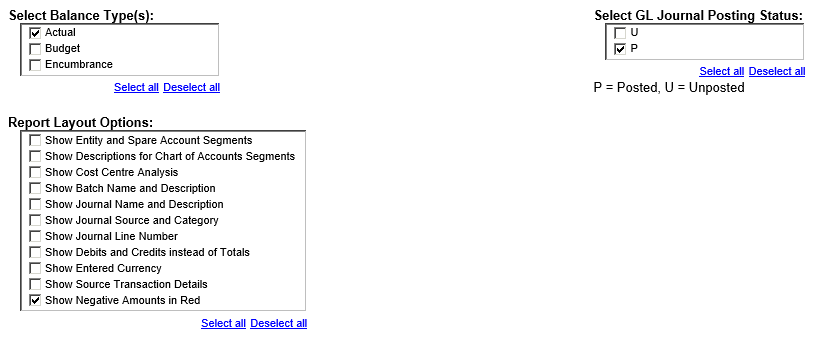 Select Balance Type(s):
Actual
Budget
Encumbrance
Select all Deselect all
Select GL Journal Posting Status:
U
P
Select all Deselect all
P = Posted, U = Unposted
Report Layout Options:
Show Entity and Spare Account Segments
Show Descriptions for Chart of Accounts Segments
Show Cost Centre Analysis
Show Batch Name and Description
Show Journal Name and Description
Show Journal Source and Category
Show Journal Line Number
Show Debits and Credits instead of Totals
Show Entered Currency
Show Source Transaction Details
Show Negative Amounts in Red
Select all Deselect all